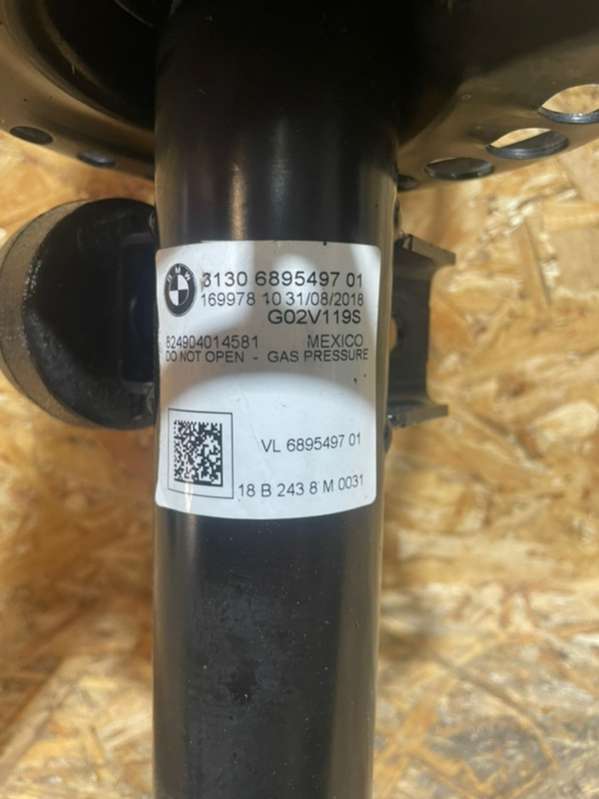 BMW
3130 6895497 01
169978 10 31/08/2018
G02V119S
824904014581 MEXICO
DO NOT OPEN - GAS PRESSURE
VL 6895497 01
18 B 243 8 M 0031